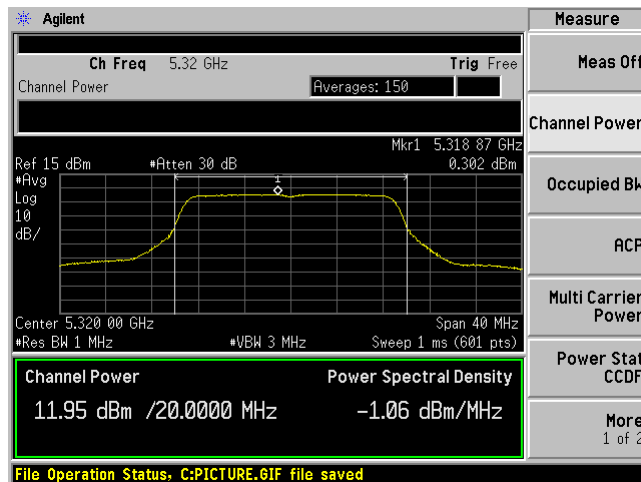 Agilent
Measure
Ch Freq 5.32 GHz Trig Free
Meas Off
Channel Power Averages: 150
Channel Power
Mkr1 5.318 87 GHz
Ref 15 dBm #Atten 30 dB 0.302 dBm
#Avg
Log
10
dB/
1
Occupied BW
ACP
Multi Carrier
Power
Center 5.320 00 GHz Span 40 MHz
#Res BW 1 MHz #VBW 3 MHz Sweep 1 ms (601 pts)
Power Stat
CCDF
Channel Power Power Spectral Density
11.95 dBm /20.0000 MHz -1.06 dBm/MHz
More
1 of 2
File Operation Status, C:PICTURE.GIF file saved